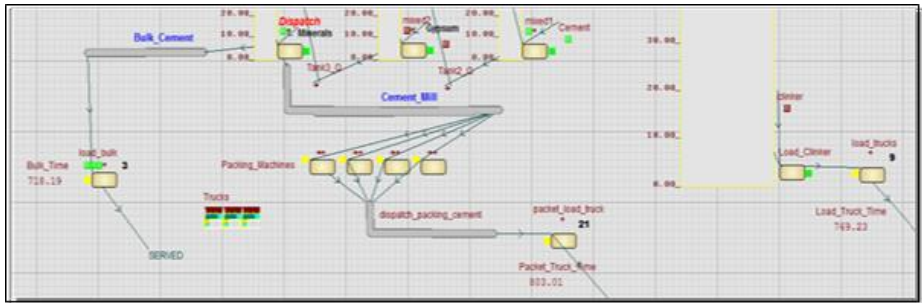 20.00
10.00
0.00
Dispatch
Minerals
20.00
10.00
0.00
mixed2
Gypsum
20.00
10.00
0.00
mixed1
Cement
Bulk_Cement
Tank3_O
Tank2_O
Cement_Mill
30.00
20.00
10.00
0.00
clinker
Load_Clinker
load_trucks
9
load_bulk
3
Bulk_Time
718.19
Packing_Machines
Trucks
dispatch_packing_cement
packet_load_truck
21
Load_Truck_Time
769.23
SERVED
Packet_Truck_Time
803.01